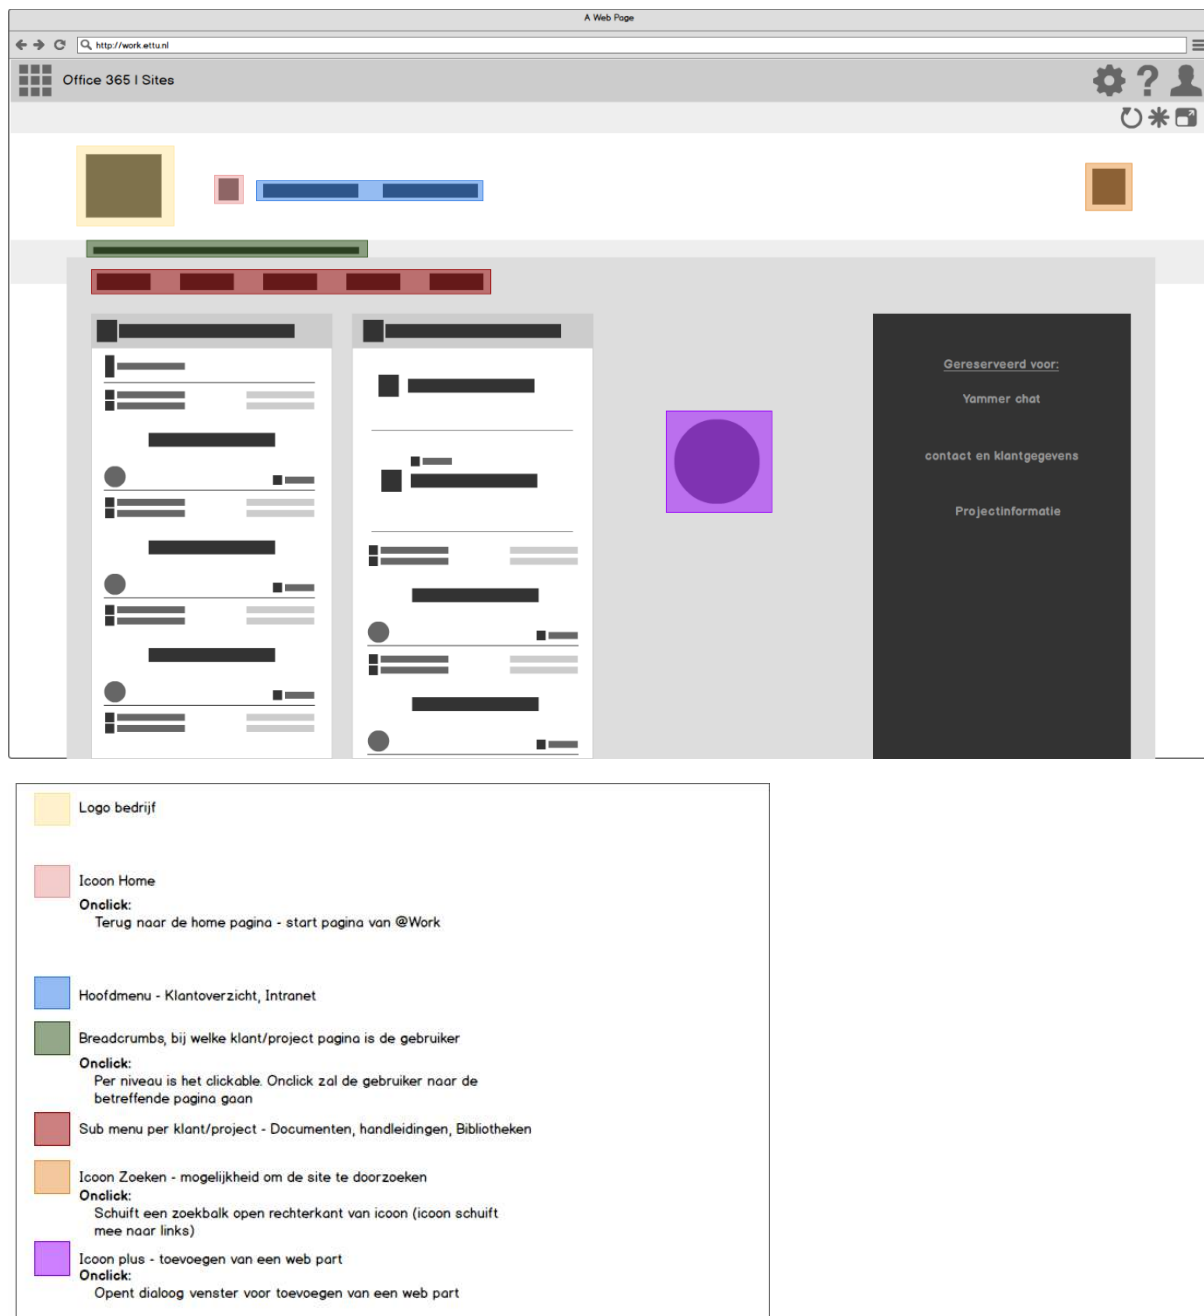 A Web Page
http://work.ettu.nl
Office 365 | Sites
Gereserveerd voor:
Yammer chat
contact en klantgegevens
Projectinformatie
Logo bedrijf
Icoon Home
Onclick:
Terug naar de home pagina - start pagina van @Work
Hoofdmenu - Klantoverzicht, Intranet
Breadcrumbs, bij welke klant/project pagina is de gebruiker
Onclick:
Per niveau is het clickable. Onclick zal de gebruiker naar de
betreffende pagina gaan
Sub menu per klant/project - Documenten, handleidingen, Bibliotheken
Icoon Zoeken - mogelijkheid om de site te doorzoeken
Onclick:
Schuift een zoekbalk open rechterkant van icoon (icoon schuift
mee naar links)
Icoon plus - toevoegen van een web part
Onclick:
Opent dialoog venster voor toevoegen van een web part